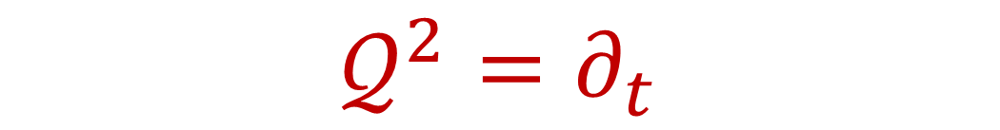 𝒬² = ∂ₜ